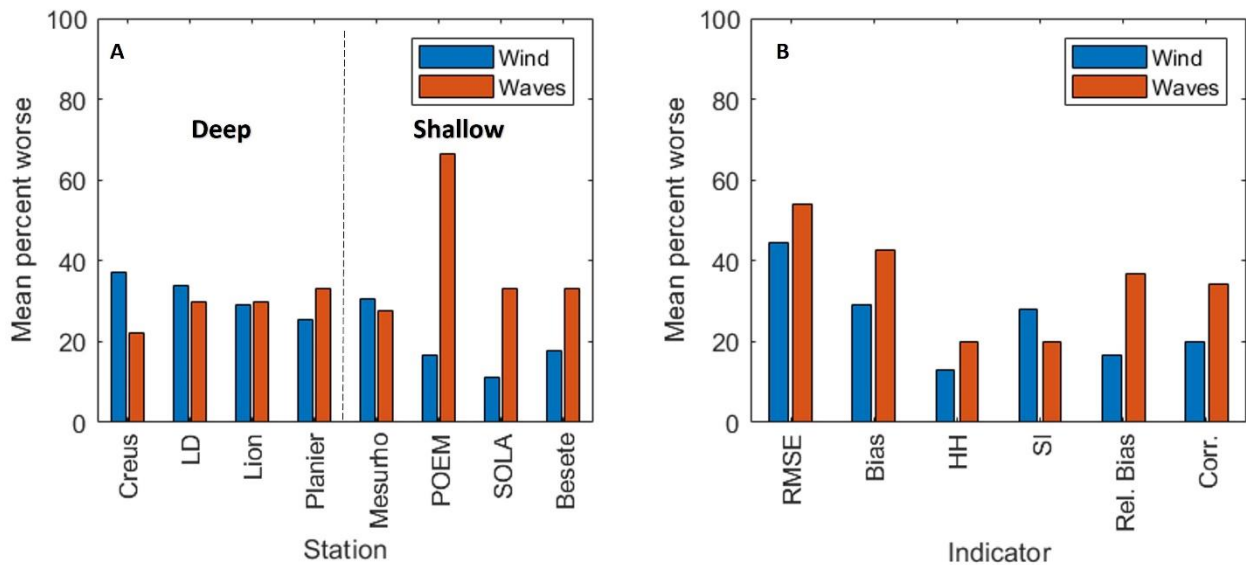 A
Wind
Waves
Deep
Shallow
Mean percent worse
100
80
60
40
20
0
Creus
LD
Lion
Planier
Mesurho
POEM
SOLA
Besete
Station
B
Wind
Waves
Mean percent worse
100
80
60
40
20
0
RMSE
Bias
HH
SI
Rel. Bias
Corr.
Indicator